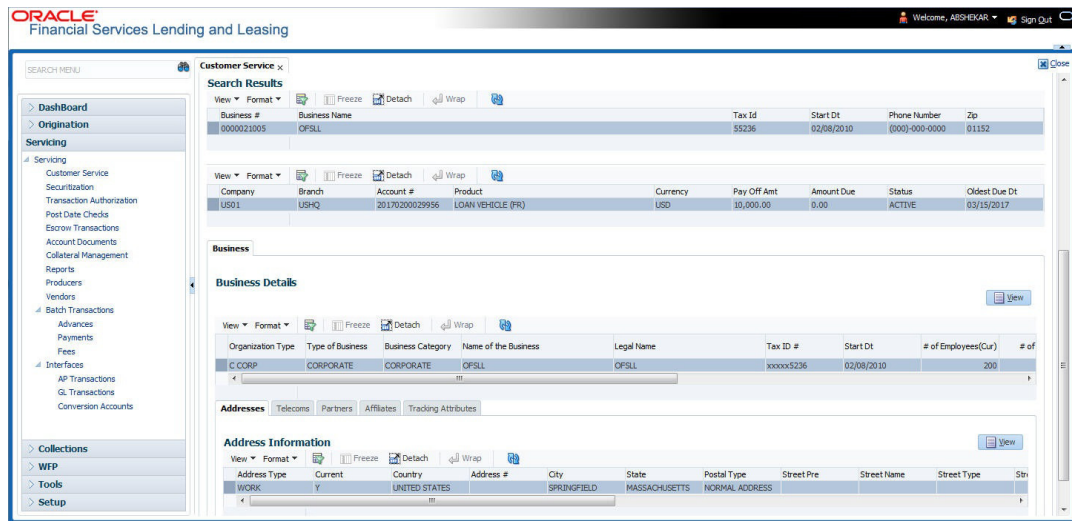 ORACLE
Financial Services Lending and Leasing
Welcome, ABSHEKAR
Sign Out
SEARCH MENU
Customer Service x
Close
DashBoard
Origination
Servicing
Servicing
Customer Service
Securitization
Transaction Authorization
Post Date Checks
Escrow Transactions
Account Documents
Collateral Management
Reports
Producers
Vendors
Batch Transactions
Advances
Payments
Fees
Interfaces
AP Transactions
GL Transactions
Conversion Accounts
Collections
WFP
Tools
Setup
Search Results
View Format Freeze Detach Wrap
Business # Business Name Tax Id Start Dt Phone Number Zip
0000021005 OFSLL 55236 02/08/2010 (000)-000-0000 01152
View Format Freeze Detach Wrap
Company Branch Account # Product Currency Pay Off Amt Amount Due Status Oldest Due Dt
US01 USHQ 20170200029956 LOAN VEHICLE (FR) USD 10,000.00 0.00 ACTIVE 03/15/2017
Business
Business Details
View
View Format Freeze Detach Wrap
Organization Type Type of Business Business Category Name of the Business Legal Name Tax ID # Start Dt # of Employees(Cur) # of
C CORP CORPORATE CORPORATE OFSLL OFSLL xxxxx5236 02/08/2010 200
Addresses Telecoms Partners Affiliates Tracking Attributes
Address Information
View
View Format Freeze Detach Wrap
Address Type Current Country Address # City State Postal Type Street Pre Street Name Street Type Stre
WORK Y UNITED STATES SPRINGFIELD MASSACHUSETTS NORMAL ADDRESS